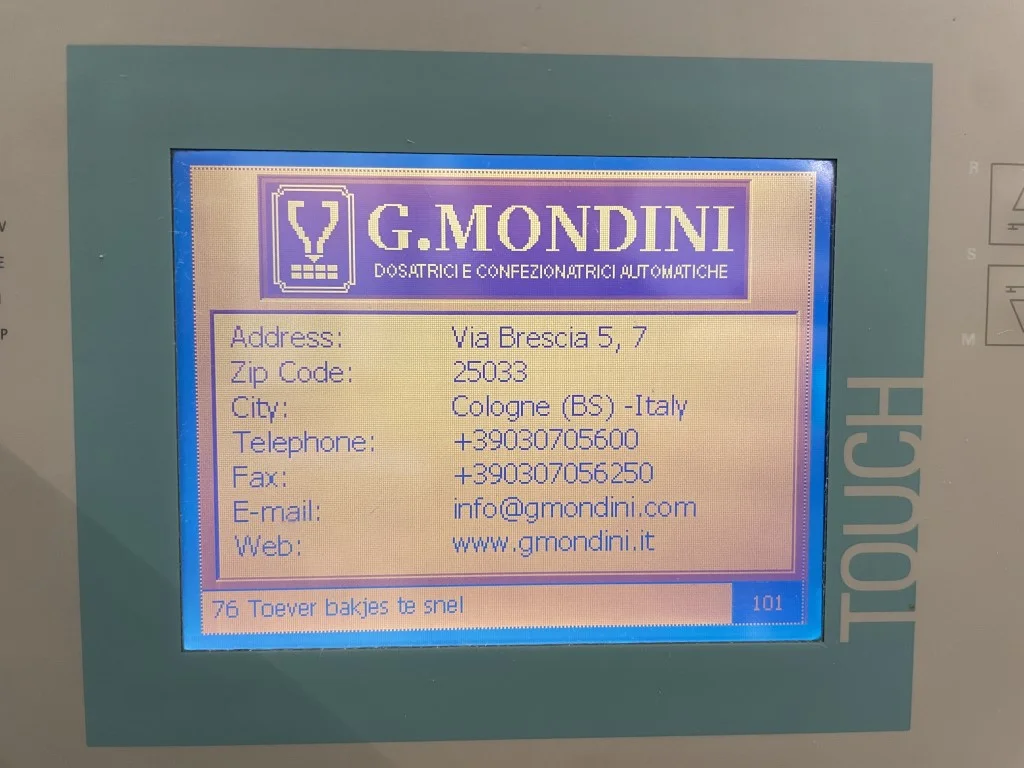 G.MONDINI
DOSATRICI E CONFEZIONATRICI AUTOMATICHE
Address: Via Brescia 5, 7
Zip Code: 25033
City: Cologne (BS) -Italy
Telephone: +39030705600
Fax: +390307056250
E-mail: info@gmondini.com
Web: www.gmondini.it
76 Toever bakjes te snel 101
TOUCH
R
S
M
E
P